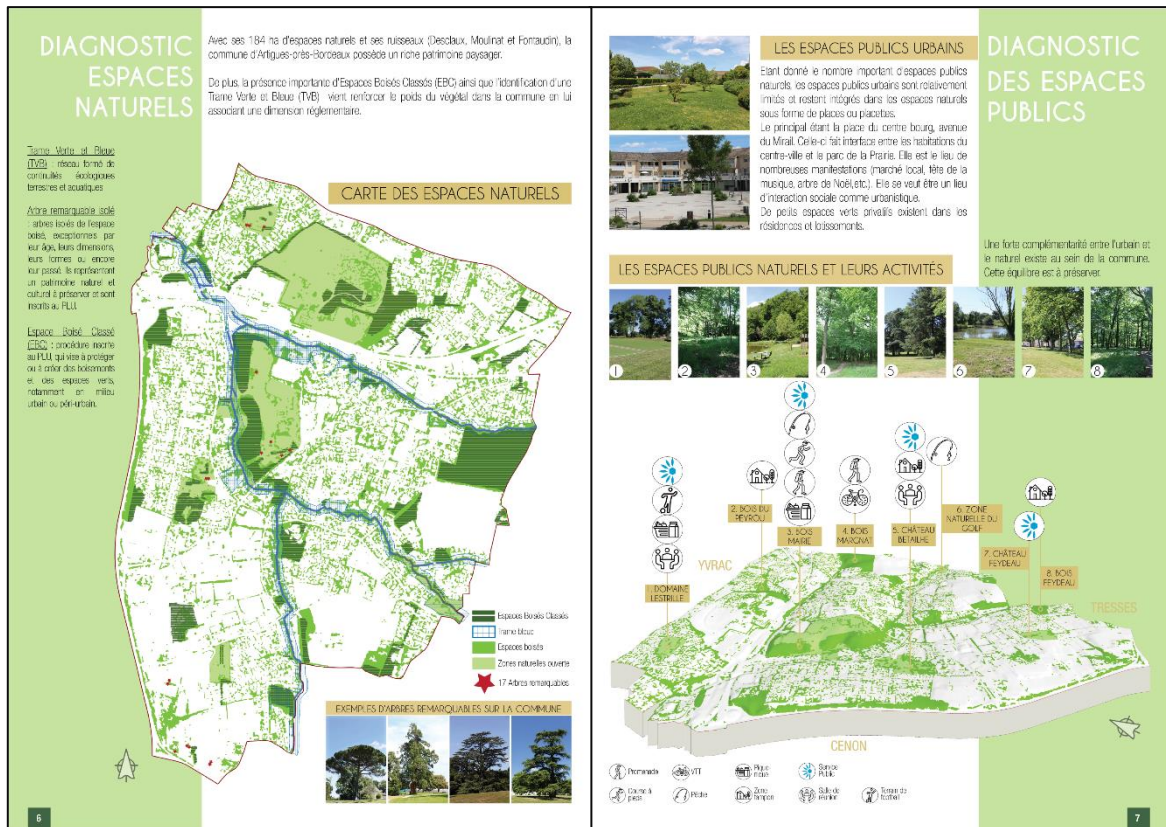 DIAGNOSTIC
ESPACES
NATURELS
Avec ses 184 ha d'espaces naturels et ses ruisseaux (Desclaux, Moulinat et Fontaudin), la
commune d'Artigues-près-Bordeaux possède un riche patrimoine paysager.
De plus, la présence importante d'Espaces Boisés Classés (EBC) ainsi que l'identification d'une
Trame Verte et Bleue (TVB) vient renforcer le poids du végétal dans la commune en lui
associant une dimension réglementaire.
Trame Verte et Bleue
(TVB) : réseau formé de
continuités écologiques
terrestres et aquatiques
Arbre remarquable isolé
: arbres isolés de l'espace
boisé, exceptionnels par
leur âge, leurs dimensions,
leurs formes ou encore
leur passé. Ils représentent
un patrimoine naturel et
culturel à préserver et sont
inscrits au PLU.
Espace Boisé Classé
(EBC) : procédure inscrite
au PLU, qui vise à protéger
ou à créer des boisements
et des espaces verts,
notamment en milieu
urbain ou péri-urbain.
CARTE DES ESPACES NATURELS
Espaces Boisés Classés
Trame bleue
Espaces boisés
Zones naturelles ouverte
17 Arbres remarquables
EXEMPLES D'ARBRES REMARQUABLES SUR LA COMMUNE
6
LES ESPACES PUBLICS URBAINS
Etant donné le nombre important d'espaces publics
naturels, les espaces publics urbains sont relativement
limités et restent intégrés dans les espaces naturels
sous forme de places ou placettes.
Le principal étant la place du centre bourg, avenue
du Mirail. Celle-ci fait interface entre les habitations du
centre-ville et le parc de la Prairie. Elle est le lieu de
nombreuses manifestations (marché local, fête de la
musique, arbre de Noël,etc.). Elle se veut être un lieu
d'interaction sociale comme urbanistique.
De petits espaces verts privatifs existent dans les
résidences et lotissements.
DIAGNOSTIC
DES ESPACES
PUBLICS
Une forte complémentarité entre l'urbain et
le naturel existe au sein de la commune.
Cette équilibre est à préserver.
LES ESPACES PUBLICS NATURELS ET LEURS ACTIVITÉS
1 2 3 4 5 6 7 8
1. DOMAINE
LESTRILLE
2. BOIS DU
PEYROU
3. BOIS
MAIRIE
4. BOIS
MARGNAT
5. CHÂTEAU
BETAILHE
6. ZONE
NATURELLE DU
GOLF
7. CHÂTEAU
FEYDEAU
8. BOIS
FEYDEAU
YVRAC
TRESSES
CENON
Promenade
VTT
Pique
nique
Service
Public
Course à
pieds
Pêche
Zone
tampon
Salle de
réunion
Terrain de
football
7